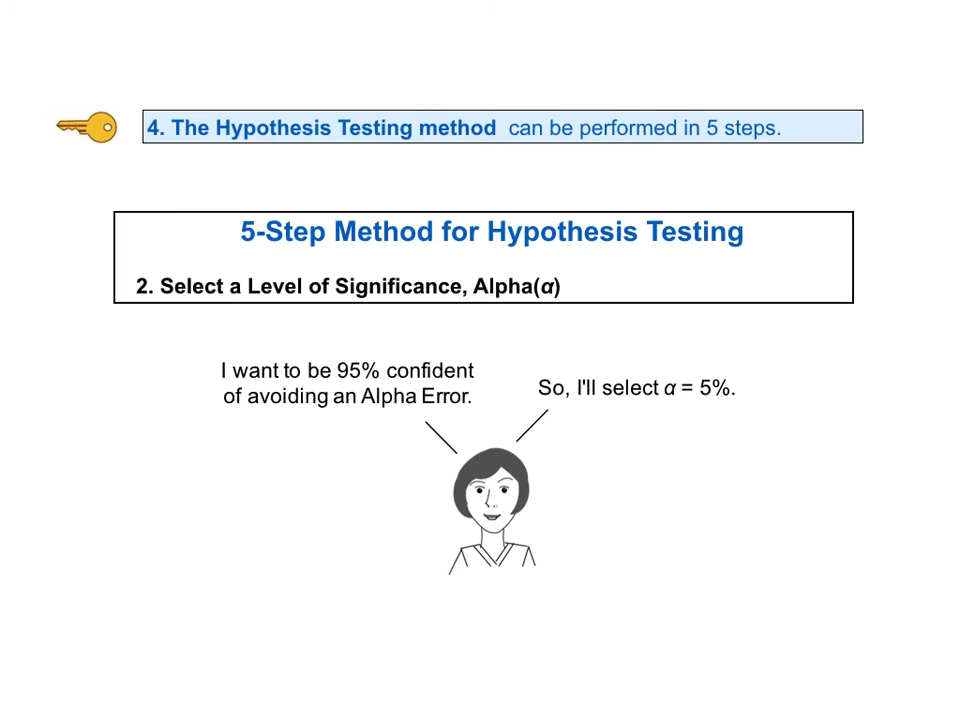 4. The Hypothesis Testing method can be performed in 5 steps.
5-Step Method for Hypothesis Testing
2. Select a Level of Significance, Alpha(α)
I want to be 95% confident
of avoiding an Alpha Error.
So, I'll select α = 5%.